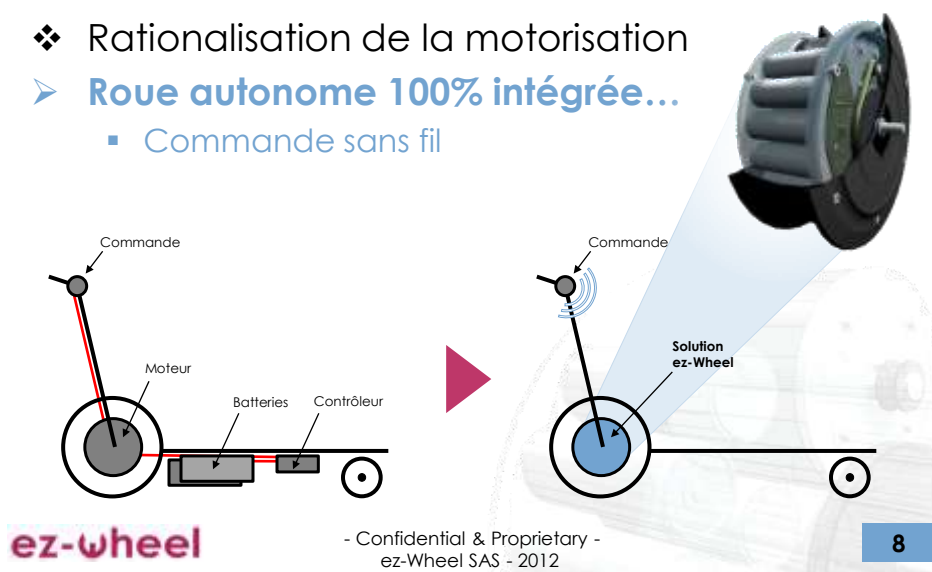 Rationalisation de la motorisation
Roue autonome 100% intégrée…
Commande sans fil
Commande
Moteur
Batteries
Contrôleur
Commande
Solution
ez-Wheel
ez-wheel
- Confidential & Proprietary -
ez-Wheel SAS - 2012
8